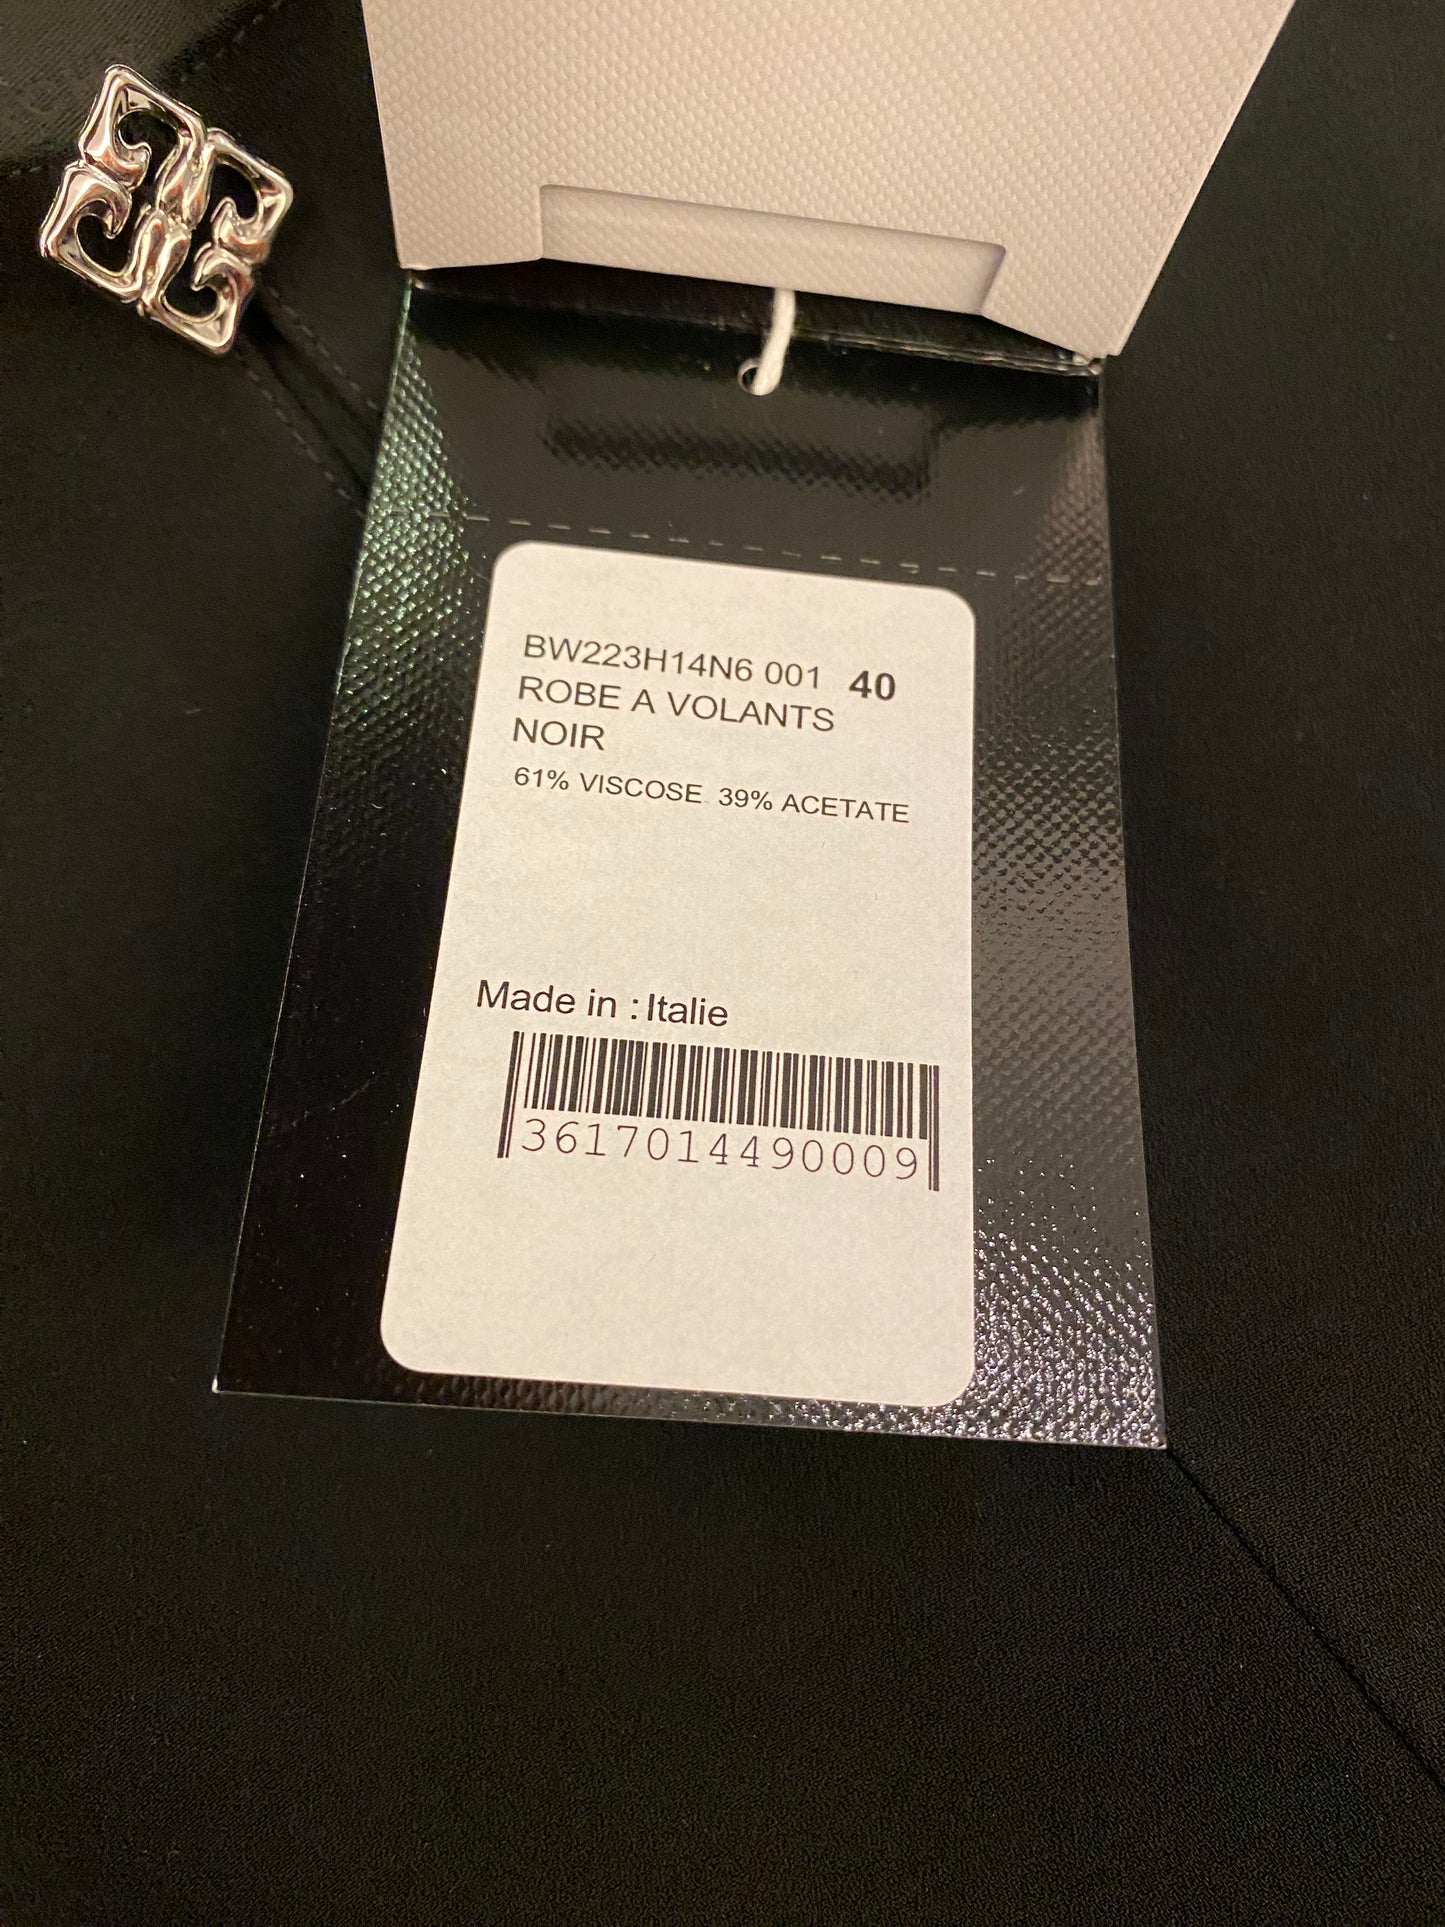 BW223H14N6 001 40
ROBE A VOLANTS
NOIR
61% VISCOSE 39% ACETATE
Made in : Italie
3617014490009